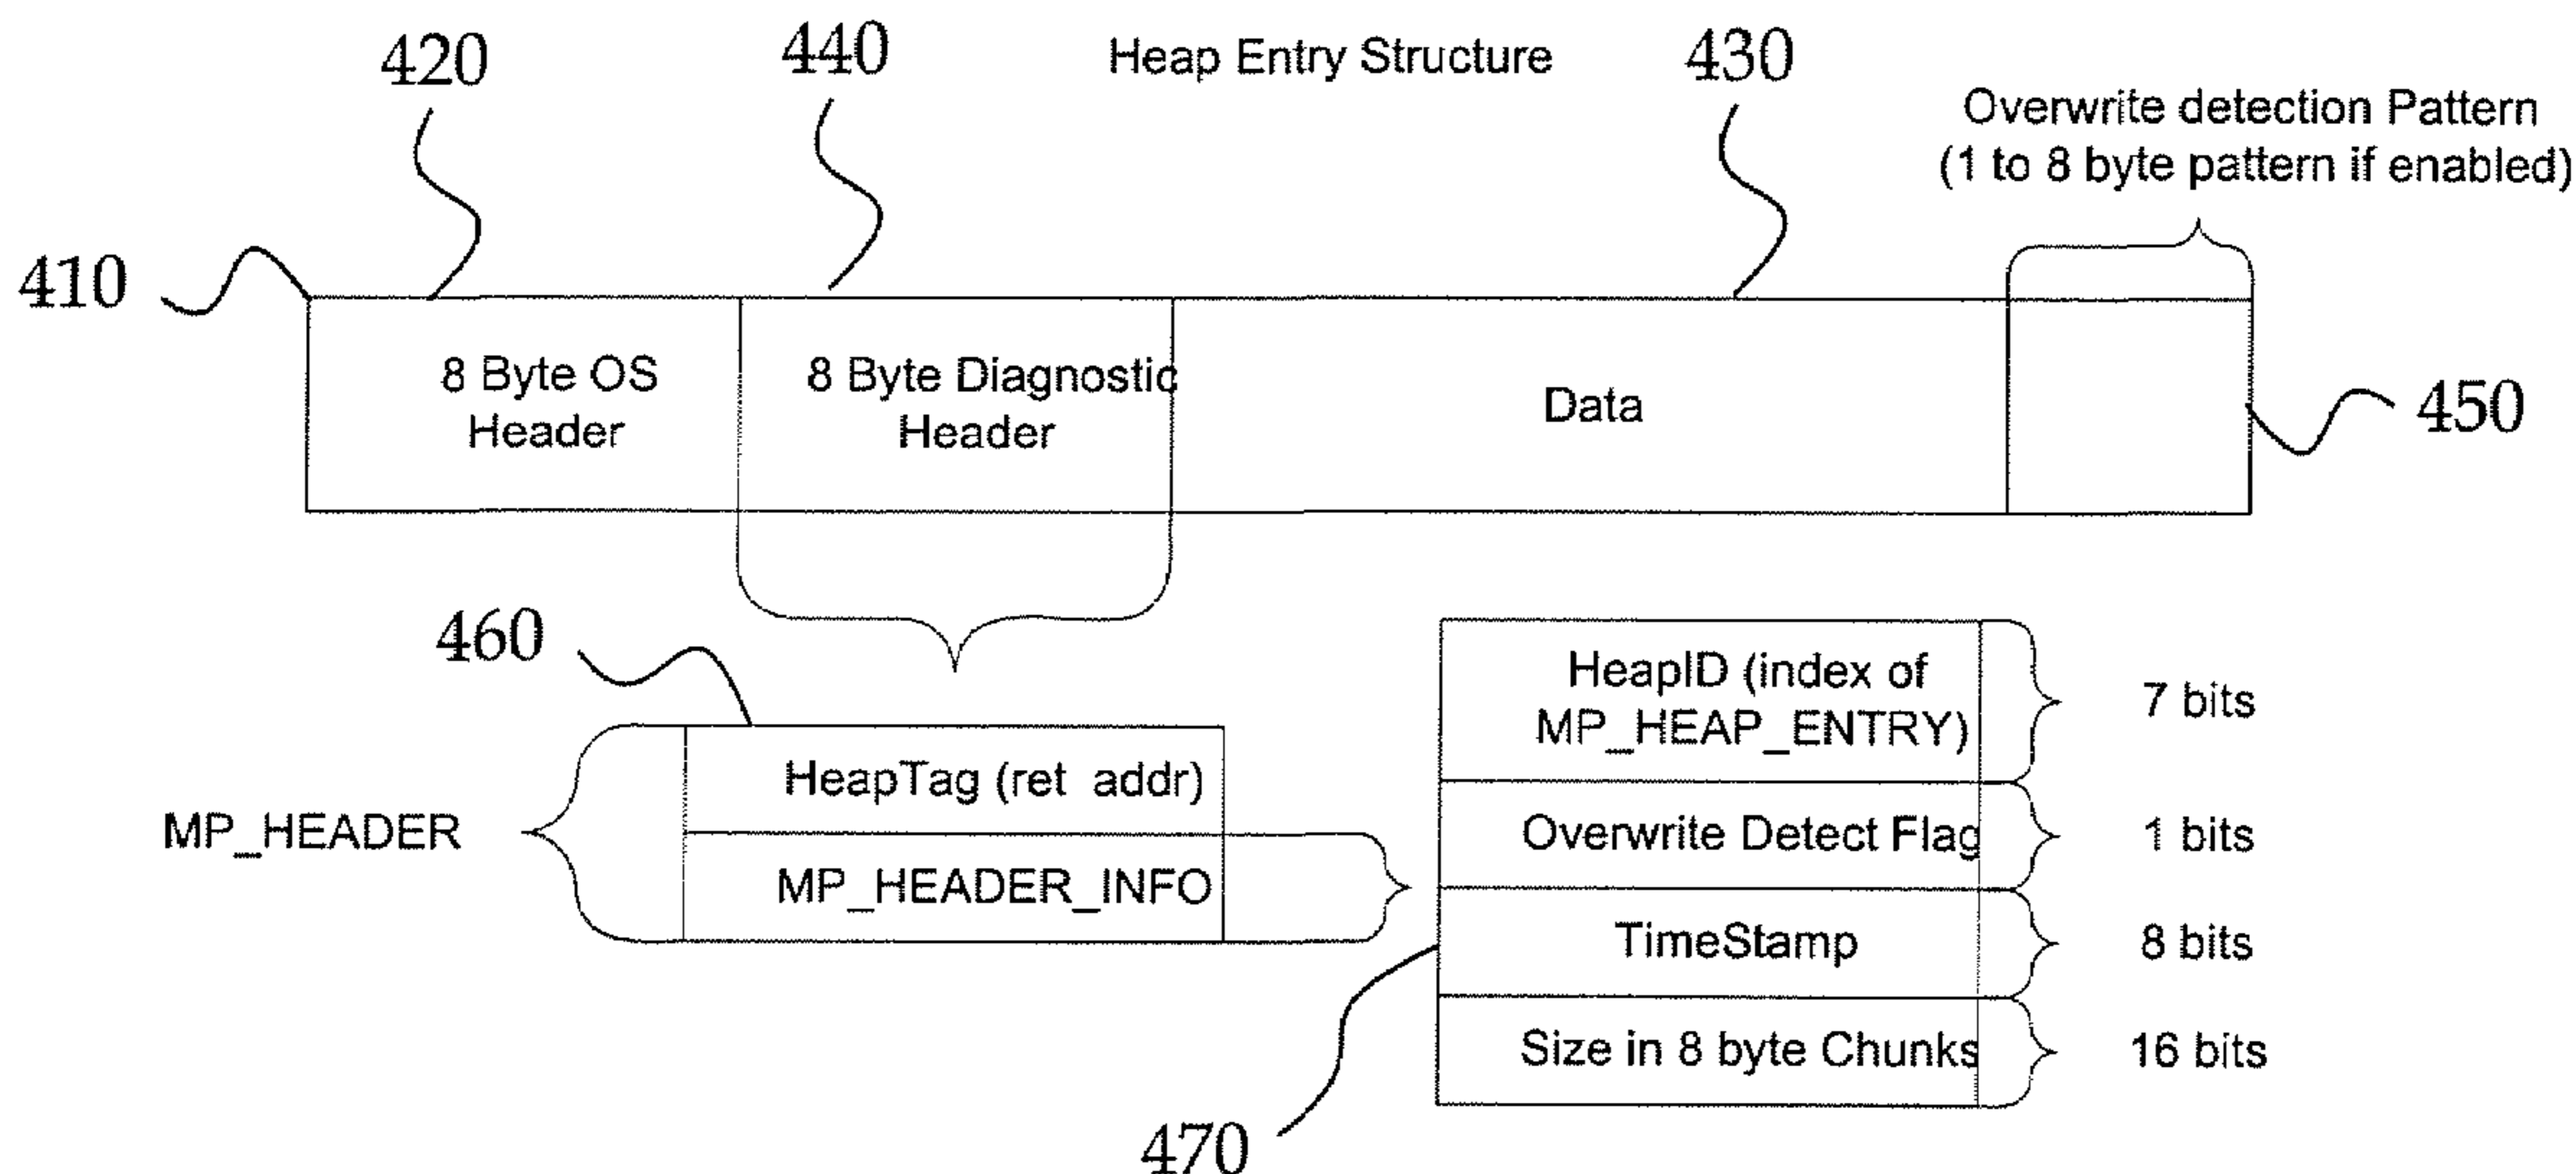 420
440
Heap Entry Structure
430
Overwrite detection Pattern
(1 to 8 byte pattern if enabled)
410
8 Byte OS
Header
8 Byte Diagnostic
Header
Data
450
460
HeapTag (ret addr)
MP_HEADER
MP_HEADER_INFO
HeapID (index of
MP_HEAP_ENTRY)
7 bits
Overwrite Detect Flag
1 bits
TimeStamp
8 bits
Size in 8 byte Chunks
16 bits
470